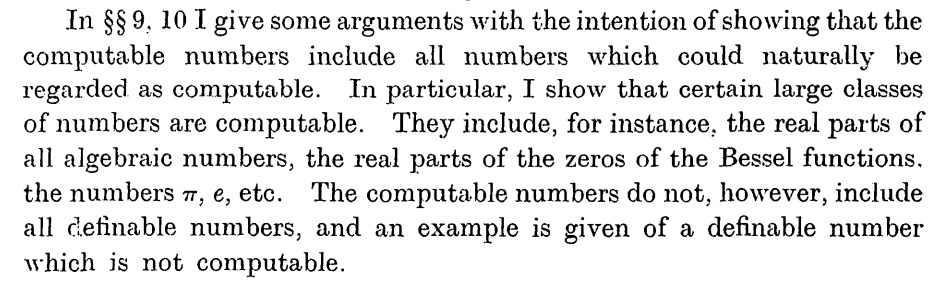 In §§ 9, 10 I give some arguments with the intention of showing that the
computable numbers include all numbers which could naturally be
regarded as computable. In particular, I show that certain large classes
of numbers are computable. They include, for instance, the real parts of
all algebraic numbers, the real parts of the zeros of the Bessel functions,
the numbers π, e, etc. The computable numbers do not, however, include
all definable numbers, and an example is given of a definable number
which is not computable.